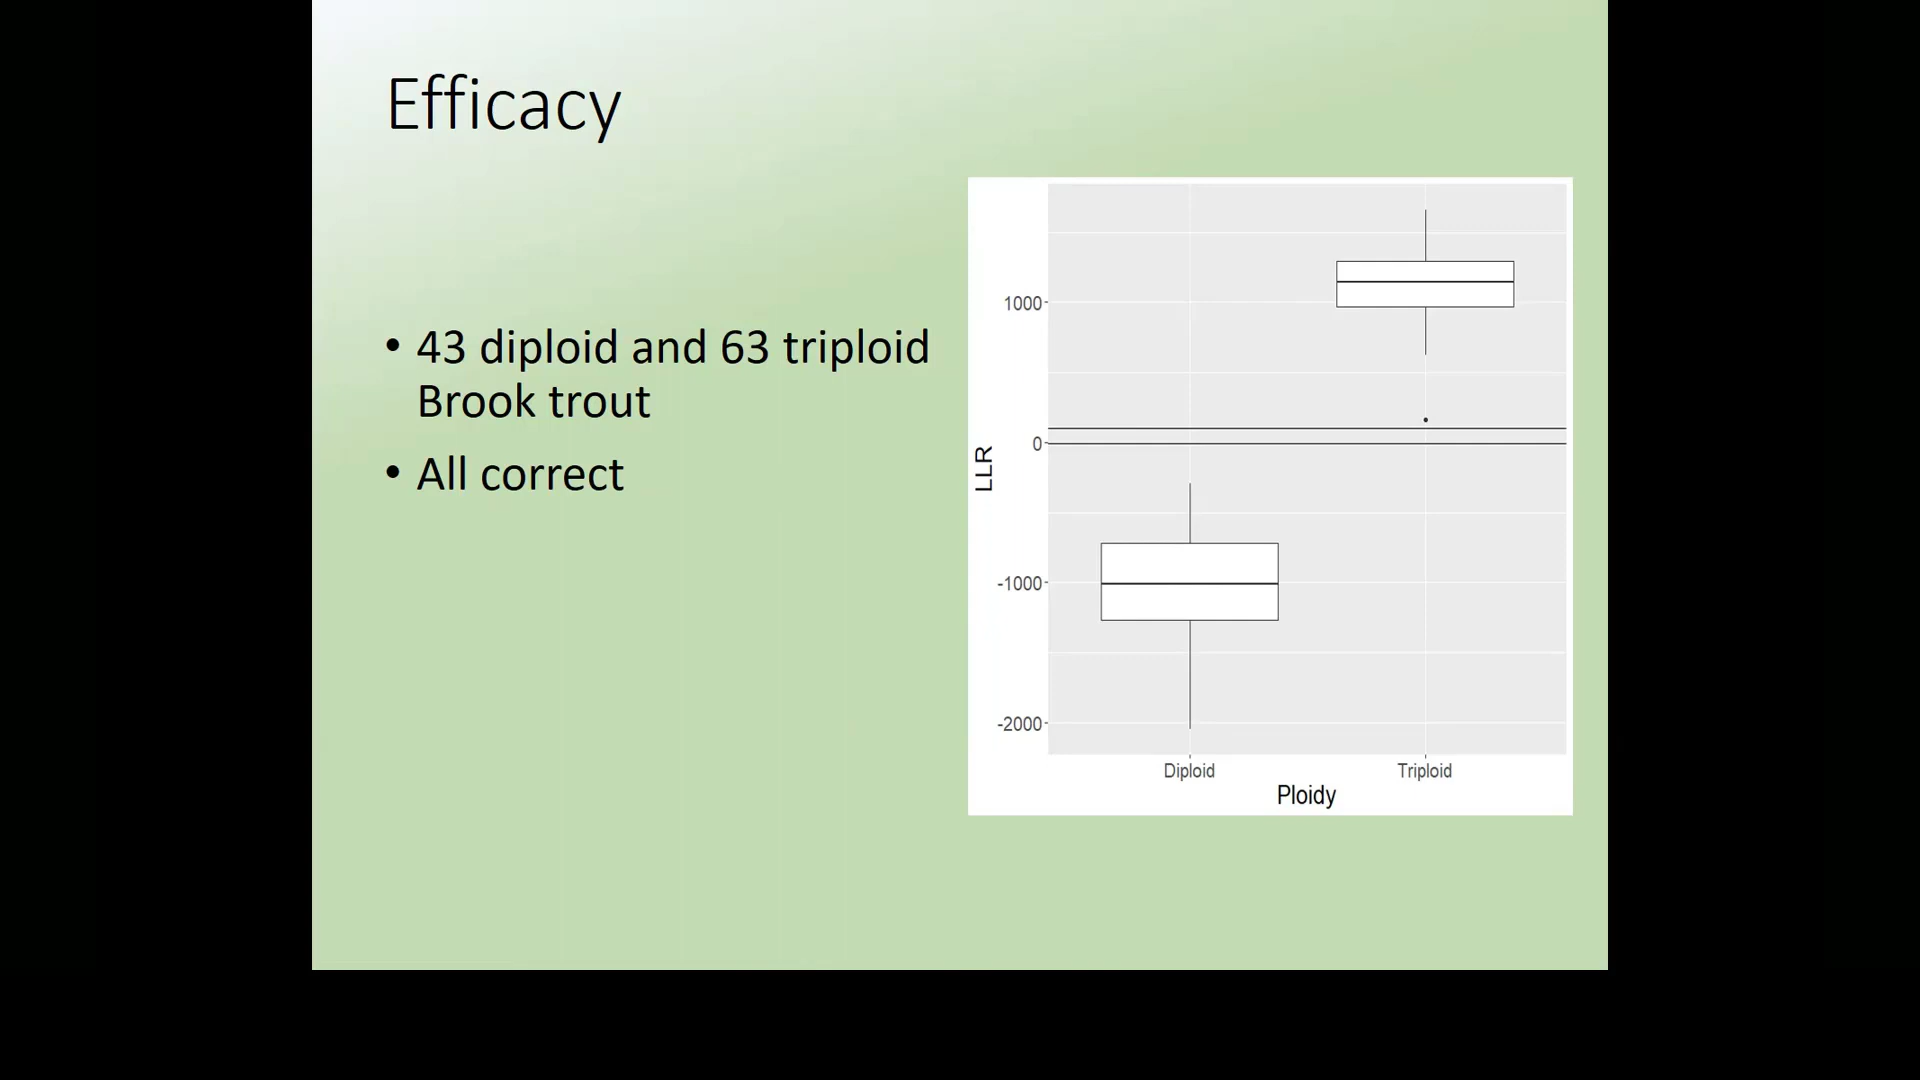 Efficacy
• 43 diploid and 63 triploid
Brook trout
• All correct
LLR
1000
0
-1000
-2000
Diploid
Triploid
Ploidy